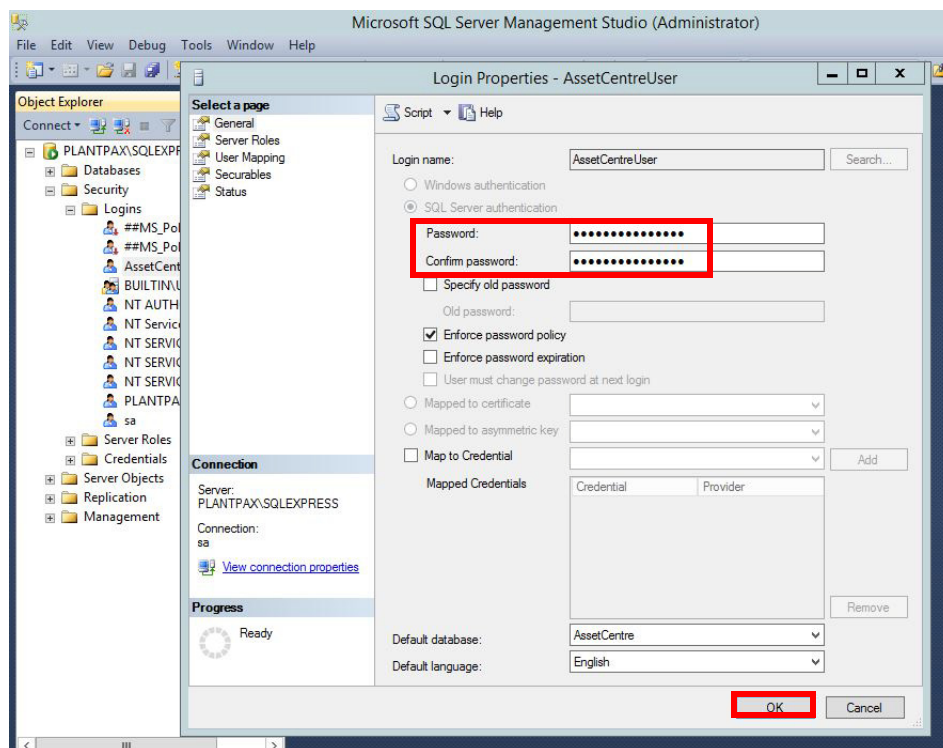 Microsoft SQL Server Management Studio (Administrator)
File Edit View Debug Tools Window Help
Login Properties - AssetCentreUser
Object Explorer
Connect
PLANTPAX\SQLEXPR
Databases
Security
Logins
##MS_Pol
##MS_Pol
AssetCent
BUILTIN\U
NT AUTH
NT Service
NT SERVIC
NT SERVIC
NT SERVIC
PLANTPA
sa
Server Roles
Credentials
Server Objects
Replication
Management
Select a page
General
Server Roles
User Mapping
Securables
Status
Connection
Server:
PLANTPAX\SQLEXPRESS
Connection:
sa
View connection properties
Progress
Ready
Script Help
Login name: AssetCentreUser Search...
Windows authentication
SQL Server authentication
Password: •••••••••••••••
Confirm password: •••••••••••••••
Specify old password
Old password:
Enforce password policy
Enforce password expiration
User must change password at next login
Mapped to certificate
Mapped to asymmetric key
Map to Credential Add
Mapped Credentials Credential Provider
Remove
Default database: AssetCentre
Default language: English
OK Cancel